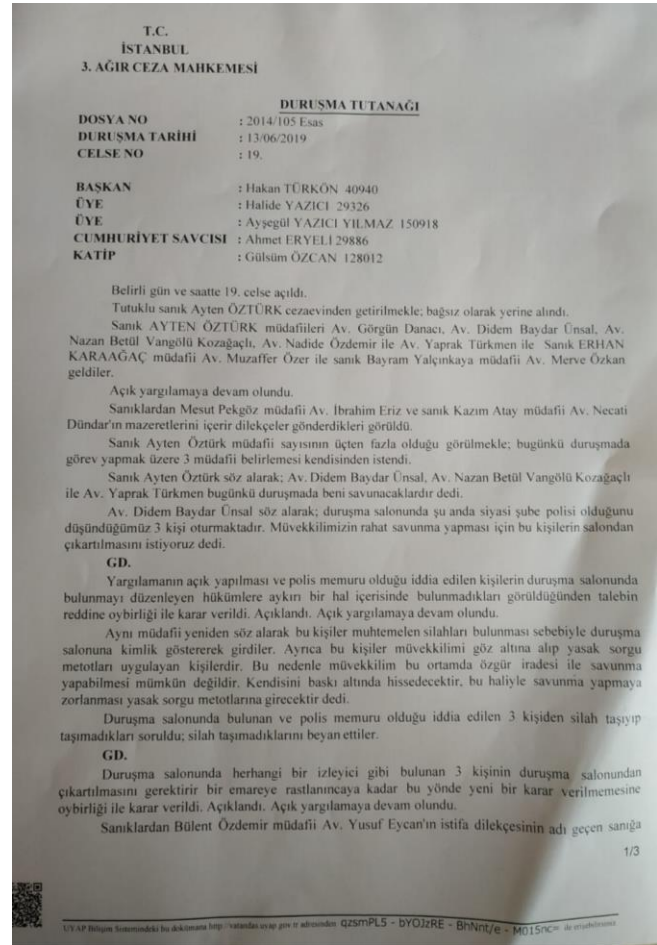 T.C.
İSTANBUL
3. AĞIR CEZA MAHKEMESİ
DURUŞMA TUTANAĞI
DOSYA NO : 2014/105 Esas
DURUŞMA TARİHİ : 13/06/2019
CELSE NO : 19.
BAŞKAN : Hakan TÜRKÖN 40940
ÜYE : Halide YAZICI 29326
ÜYE : Ayşegül YAZICI YILMAZ 150918
CUMHURİYET SAVCISI : Ahmet ERYELİ 29886
KATİP : Gülsüm ÖZCAN 128012
Belirli gün ve saatte 19. celse açıldı.
Tutuklu sanık Ayten ÖZTÜRK cezaevinden getirilmekle; bağsız olarak yerine alındı.
Sanık AYTEN ÖZTÜRK müdafiileri Av. Görgün Danacı, Av. Didem Baydar Ünsal, Av.
Nazan Betül Vangölü Kozağaçlı, Av. Nadide Özdemir ile Av. Yaprak Türkmen ile Sanık ERHAN
KARAAĞAÇ müdafii Av. Muzaffer Özer ile sanık Bayram Yalçınkaya müdafii Av. Merve Özkan
geldiler.
Açık yargılamaya devam olundu.
Sanıklardan Mesut Pekgöz müdafii Av. İbrahim Eriz ve sanık Kazım Atay müdafii Av. Necati
Dündar'ın mazeretlerini içerir dilekçeler gönderdikleri görüldü.
Sanık Ayten Öztürk müdafii sayısının üçten fazla olduğu görülmekle; bugünkü duruşmada
görev yapmak üzere 3 müdafii belirlemesi kendisinden istendi.
Sanık Ayten Öztürk söz alarak; Av. Didem Baydar Ünsal, Av. Nazan Betül Vangölü Kozağaçlı
ile Av. Yaprak Türkmen bugünkü duruşmada beni savunacaklardır dedi.
Av. Didem Baydar Ünsal söz alarak; duruşma salonunda şu anda siyasi şube polisi olduğunu
düşündüğümüz 3 kişi oturmaktadır. Müvekkilimizin rahat savunma yapması için bu kişilerin salondan
çıkartılmasını istiyoruz dedi.
GD.
Yargılamanın açık yapılması ve polis memuru olduğu iddia edilen kişilerin duruşma salonunda
bulunmayı düzenleyen hükümlere aykırı bir hal içerisinde bulunmadıkları görüldüğünden talebin
reddine oybirliği ile karar verildi. Açıklandı. Açık yargılamaya devam olundu.
Aynı müdafii yeniden söz alarak bu kişiler muhtemelen silahları bulunması sebebiyle duruşma
salonuna kimlik göstererek girdiler. Ayrıca bu kişiler müvekkilimi göz altına alıp yasak sorgu
metotları uygulayan kişilerdir. Bu nedenle müvekkilim bu ortamda özgür iradesi ile savunma
yapabilmesi mümkün değildir. Kendisini baskı altında hissedecektir, bu haliyle savunma yapmaya
zorlanması yasak sorgu metotlarına girecektir dedi.
Duruşma salonunda bulunan ve polis memuru olduğu iddia edilen 3 kişiden silah taşıyıp
taşımadıkları soruldu; silah taşımadıklarını beyan ettiler.
GD.
Duruşma salonunda herhangi bir izleyici gibi bulunan 3 kişinin duruşma salonundan
çıkartılmasını gerektirir bir emareye rastlanıncaya kadar bu yönde yeni bir karar verilmemesine
oybirliği ile karar verildi. Açıklandı. Açık yargılamaya devam olundu.
Sanıklardan Bülent Özdemir müdafii Av. Yusuf Eycan'ın istifa dilekçesinin adı geçen sanığa
1/3
UYAP Bilişim Sistemindeki bu dokümana http://vatandas.uyap.gov.tr adresinden qzsmPL5 - bYOJzRE - BhNnt/e - M015nc= ile erişebilirsiniz